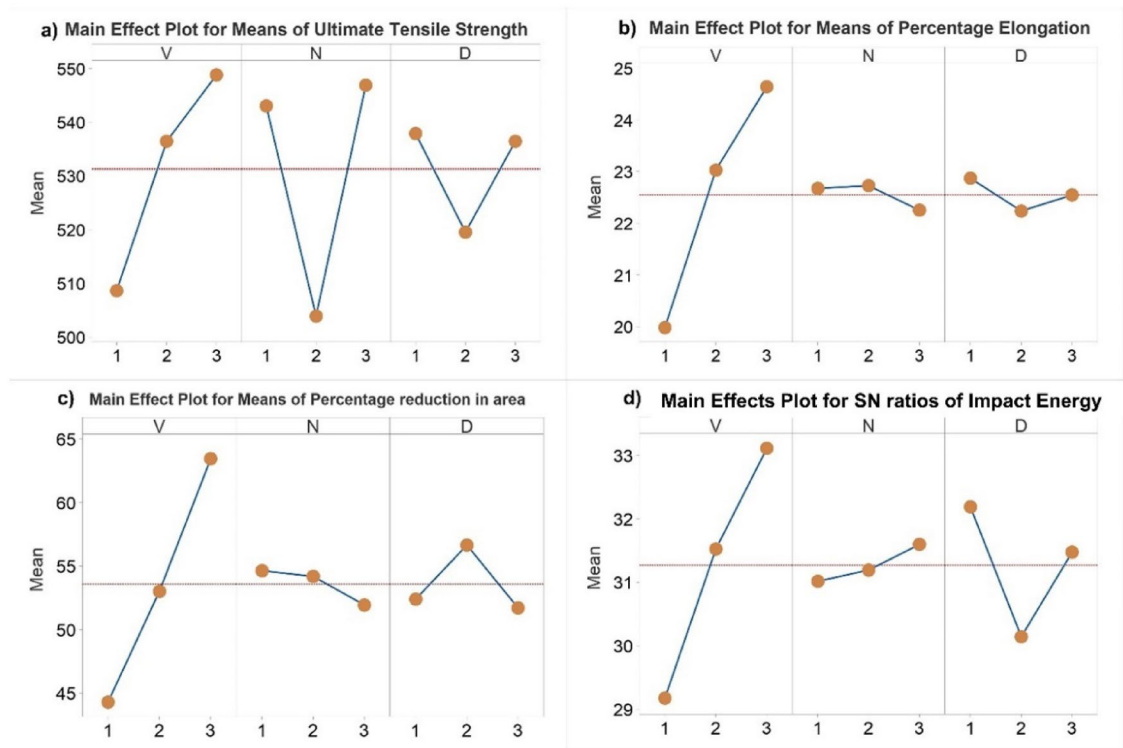 a) Main Effect Plot for Means of Ultimate Tensile Strength
V N D
550
540
530
520
510
500
Mean
1 2 3 1 2 3 1 2 3
b) Main Effect Plot for Means of Percentage Elongation
V N D
25
24
23
22
21
20
Mean
1 2 3 1 2 3 1 2 3
c) Main Effect Plot for Means of Percentage reduction in area
V N D
65
60
55
50
45
Mean
1 2 3 1 2 3 1 2 3
d) Main Effects Plot for SN ratios of Impact Energy
V N D
33
32
31
30
29
Mean
1 2 3 1 2 3 1 2 3